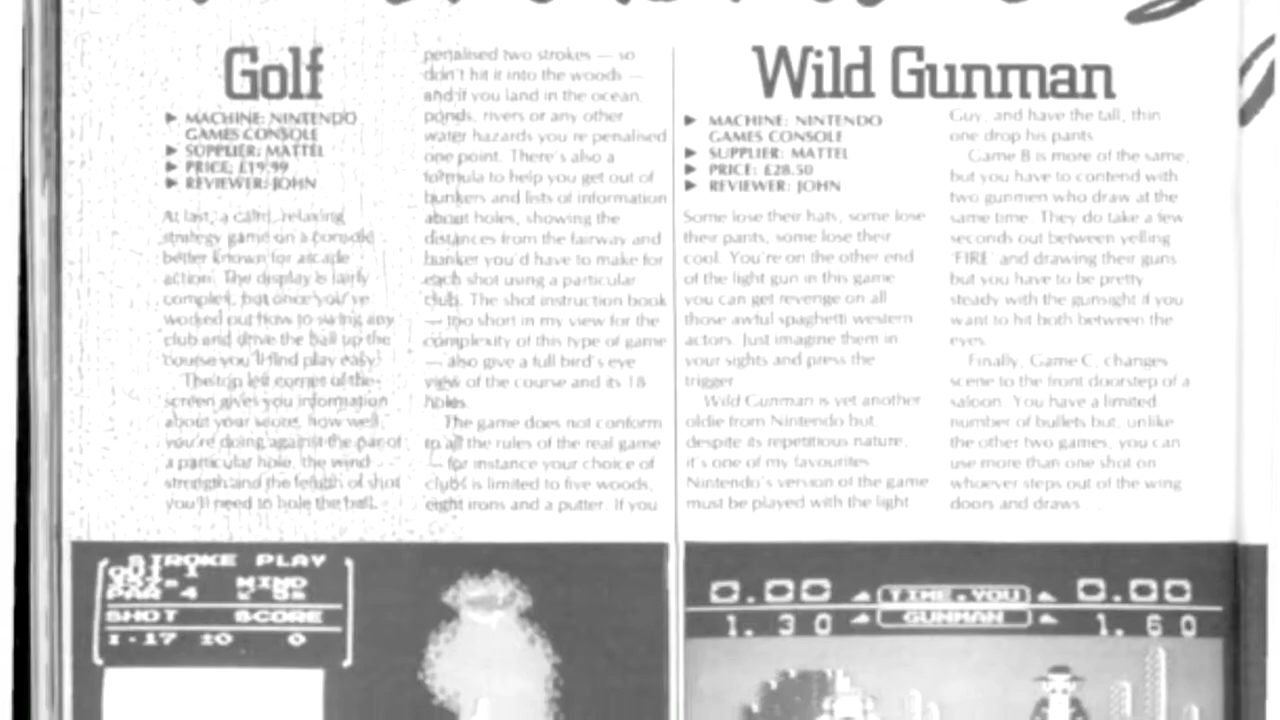 Golf
► MACHINE: NINTENDO
GAMES CONSOLE
► SUPPLIER: MATTEL
► PRICE: £19.99
► REVIEWER: JOHN
At last, a calm, relaxing
strategy game on a console
better known for arcade
action. The display is fairly
complex, but once you've
worked out how to swing any
club and drive the ball up the
course you'll find play easy.
The top left corner of the
screen gives you information
about your score, how well
you're doing against the par of
a particular hole, the wind
strength and the length of shot
you'll need to hole the ball.
penalised two strokes — so
don't hit it into the woods —
and if you land in the ocean,
ponds, rivers or any other
water hazards you're penalised
one point. There's also a
formula to help you get out of
bunkers and lists of information
about holes, showing the
distances from the fairway and
bunker you'd have to make for
each shot using a particular
club. The shot instruction book
— too short in my view for the
complexity of this type of game
— also give a full bird's eye
view of the course and its 18
holes.
The game does not conform
to all the rules of the real game
— for instance your choice of
clubs is limited to five woods,
eight irons and a putter. If you
Wild Gunman
► MACHINE: NINTENDO
GAMES CONSOLE
► SUPPLIER: MATTEL
► PRICE: £28.50
► REVIEWER: JOHN
Some lose their hats, some lose
their pants, some lose their
cool. You're on the other end
of the light gun in this game
you can get revenge on all
those awful spaghetti western
actors. Just imagine them in
your sights and press the
trigger.
Wild Gunman is yet another
oldie from Nintendo but,
despite its repetitious nature,
it's one of my favourites.
Nintendo's version of the game
must be played with the light
Guy, and have the tall, thin
one drop his pants.
Game B is more of the same,
but you have to contend with
two gunmen who draw at the
same time. They do take a few
seconds out between yelling
'FIRE' and drawing their guns
but you have to be pretty
steady with the gunsight if you
want to hit both between the
eyes.
Finally, Game C, changes
scene to the front doorstep of a
saloon. You have a limited
number of bullets but, unlike
the other two games, you can
use more than one shot on
whoever steps out of the wing
doors and draws . . .
STROKE PLAY
OUT-1
WIND
PAR 4
SHOT SCORE
1-17 ±0 0
0.00 TIME.YOU 0.00
1.30 GUNMAN 1.60